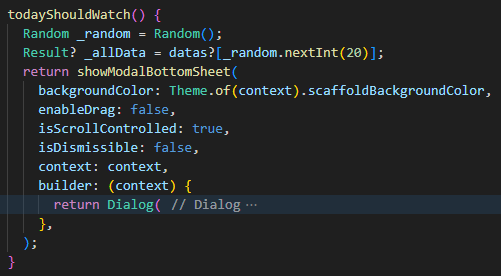 todayShouldWatch() {
Random _random = Random();
Result? _allData = datas?[_random.nextInt(20)];
return showModalBottomSheet(
backgroundColor: Theme.of(context).scaffoldBackgroundColor,
enableDrag: false,
isScrollControlled: true,
isDismissible: false,
context: context,
builder: (context) {
return Dialog( // Dialog ⋯
},
);
}